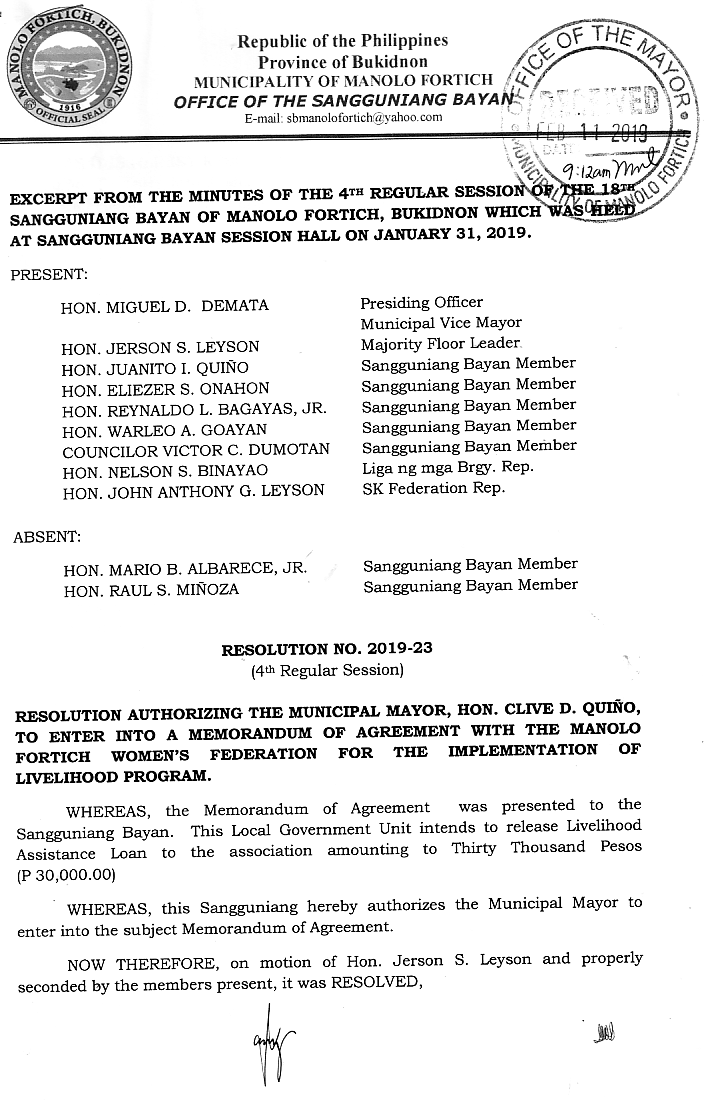 MANOLO FORTICH, BUKIDNON
1916
OFFICIAL SEAL
Republic of the Philippines
Province of Bukidnon
MUNICIPALITY OF MANOLO FORTICH
OFFICE OF THE SANGGUNIANG BAYAN
E-mail: sbmanolofortich@yahoo.com
OFFICE OF THE MAYOR
RECEIVED
FEB 11 2019
DATE
9:12am
MUNICIPALITY OF MANOLO FORTICH
EXCERPT FROM THE MINUTES OF THE 4TH REGULAR SESSION OF THE 18TH
SANGGUNIANG BAYAN OF MANOLO FORTICH, BUKIDNON WHICH WAS HELD
AT SANGGUNIANG BAYAN SESSION HALL ON JANUARY 31, 2019.
PRESENT:
HON. MIGUEL D. DEMATA Presiding Officer
Municipal Vice Mayor
HON. JERSON S. LEYSON Majority Floor Leader
HON. JUANITO I. QUIÑO Sangguniang Bayan Member
HON. ELIEZER S. ONAHON Sangguniang Bayan Member
HON. REYNALDO L. BAGAYAS, JR. Sangguniang Bayan Member
HON. WARLEO A. GOAYAN Sangguniang Bayan Member
COUNCILOR VICTOR C. DUMOTAN Sangguniang Bayan Member
HON. NELSON S. BINAYAO Liga ng mga Brgy. Rep.
HON. JOHN ANTHONY G. LEYSON SK Federation Rep.
ABSENT:
HON. MARIO B. ALBARECE, JR. Sangguniang Bayan Member
HON. RAUL S. MIÑOZA Sangguniang Bayan Member
RESOLUTION NO. 2019-23
(4th Regular Session)
RESOLUTION AUTHORIZING THE MUNICIPAL MAYOR, HON. CLIVE D. QUIÑO,
TO ENTER INTO A MEMORANDUM OF AGREEMENT WITH THE MANOLO
FORTICH WOMEN'S FEDERATION FOR THE IMPLEMENTATION OF
LIVELIHOOD PROGRAM.
WHEREAS, the Memorandum of Agreement was presented to the
Sangguniang Bayan. This Local Government Unit intends to release Livelihood
Assistance Loan to the association amounting to Thirty Thousand Pesos
(P 30,000.00)
WHEREAS, this Sangguniang hereby authorizes the Municipal Mayor to
enter into the subject Memorandum of Agreement.
NOW THEREFORE, on motion of Hon. Jerson S. Leyson and properly
seconded by the members present, it was RESOLVED,